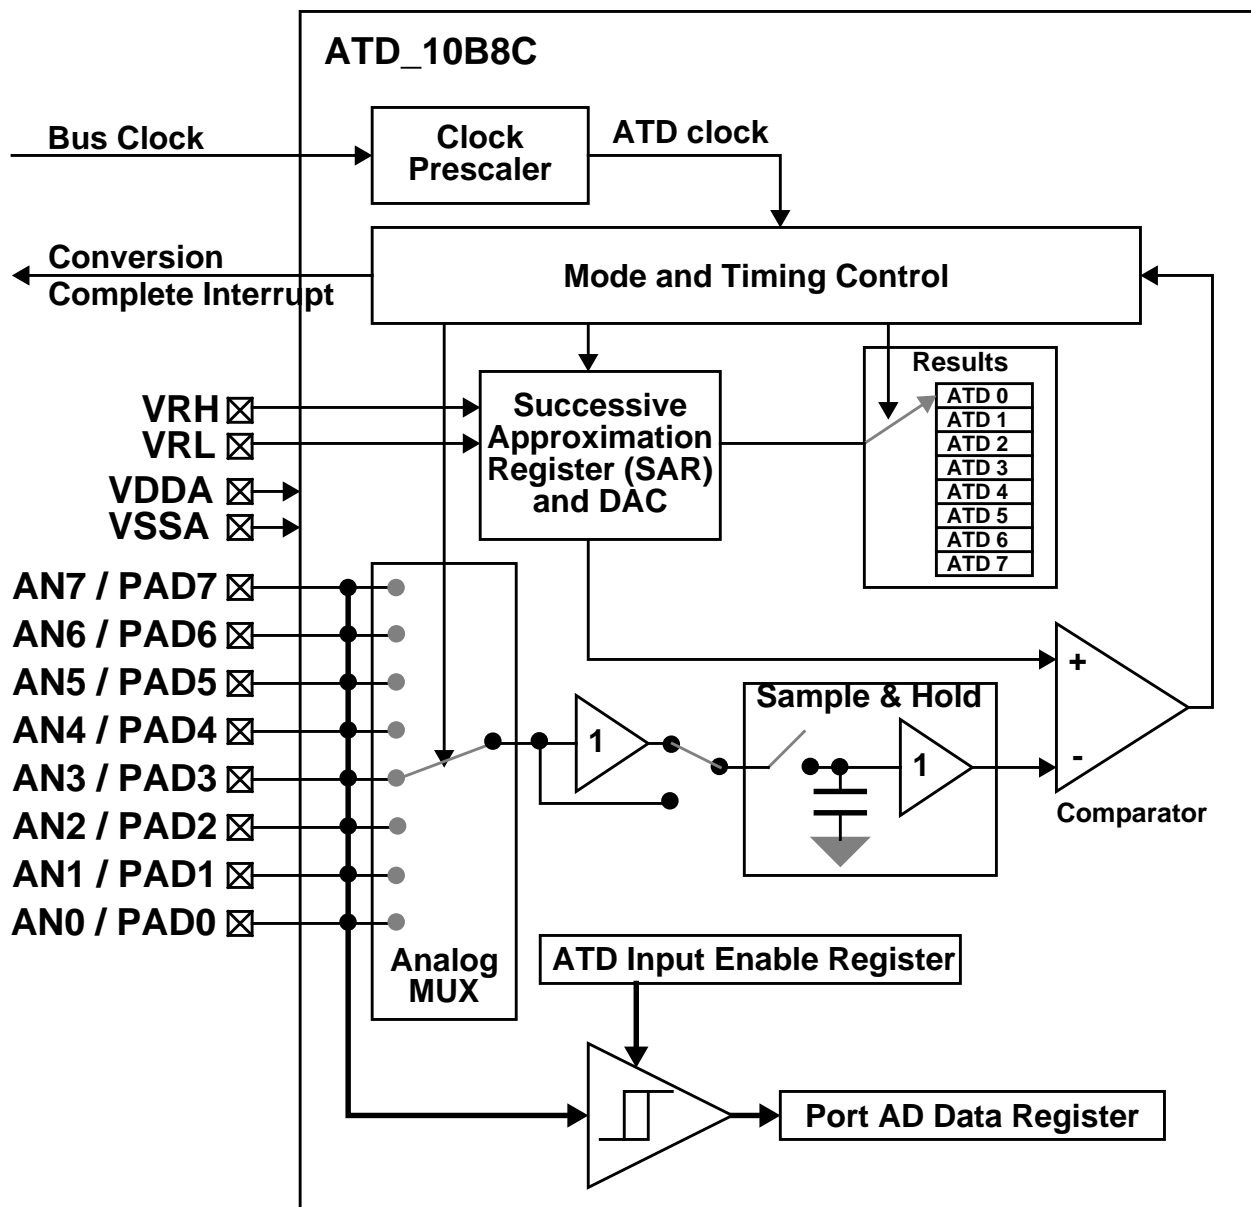 ATD_10B8C
Bus Clock
Clock
Prescaler
ATD clock
Conversion
Complete Interrupt
Mode and Timing Control
Results
ATD 0
ATD 1
ATD 2
ATD 3
ATD 4
ATD 5
ATD 6
ATD 7
VRH
VRL
VDDA
VSSA
Successive
Approximation
Register (SAR)
and DAC
AN7 / PAD7
AN6 / PAD6
AN5 / PAD5
AN4 / PAD4
AN3 / PAD3
AN2 / PAD2
AN1 / PAD1
AN0 / PAD0
Analog
MUX
1
Sample & Hold
1
+
-
Comparator
ATD Input Enable Register
Port AD Data Register